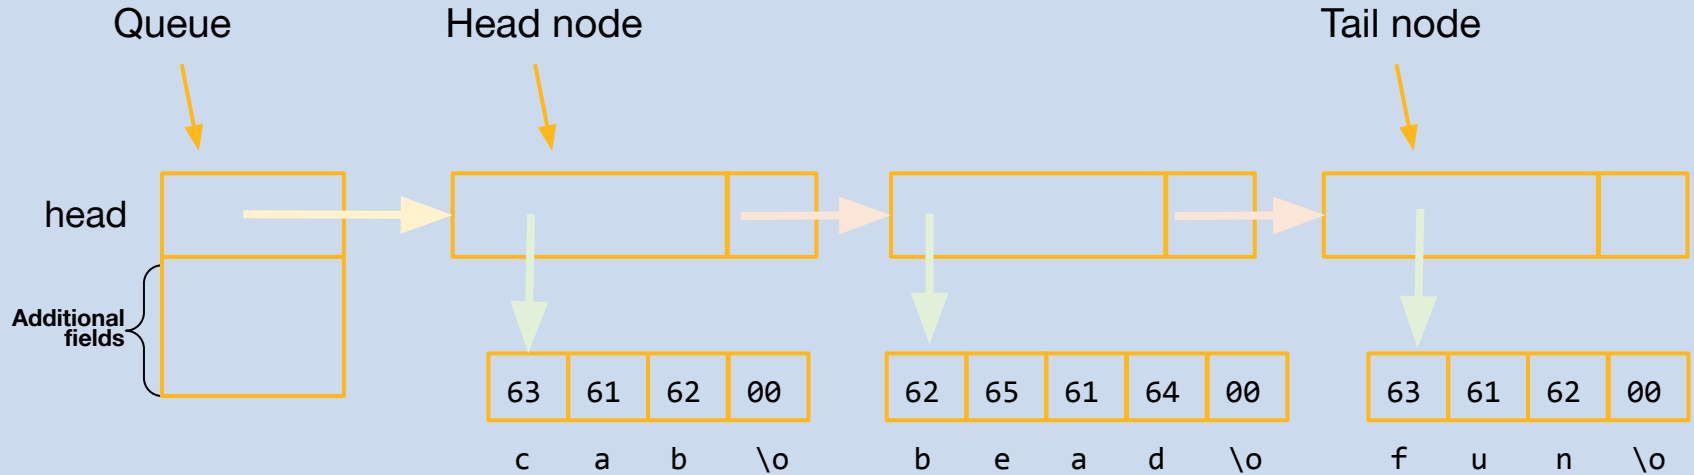 Queue
Head node
Tail node
head
Additional
fields
63 61 62 00
62 65 61 64 00
63 61 62 00
c a b \o
b e a d \o
f u n \o